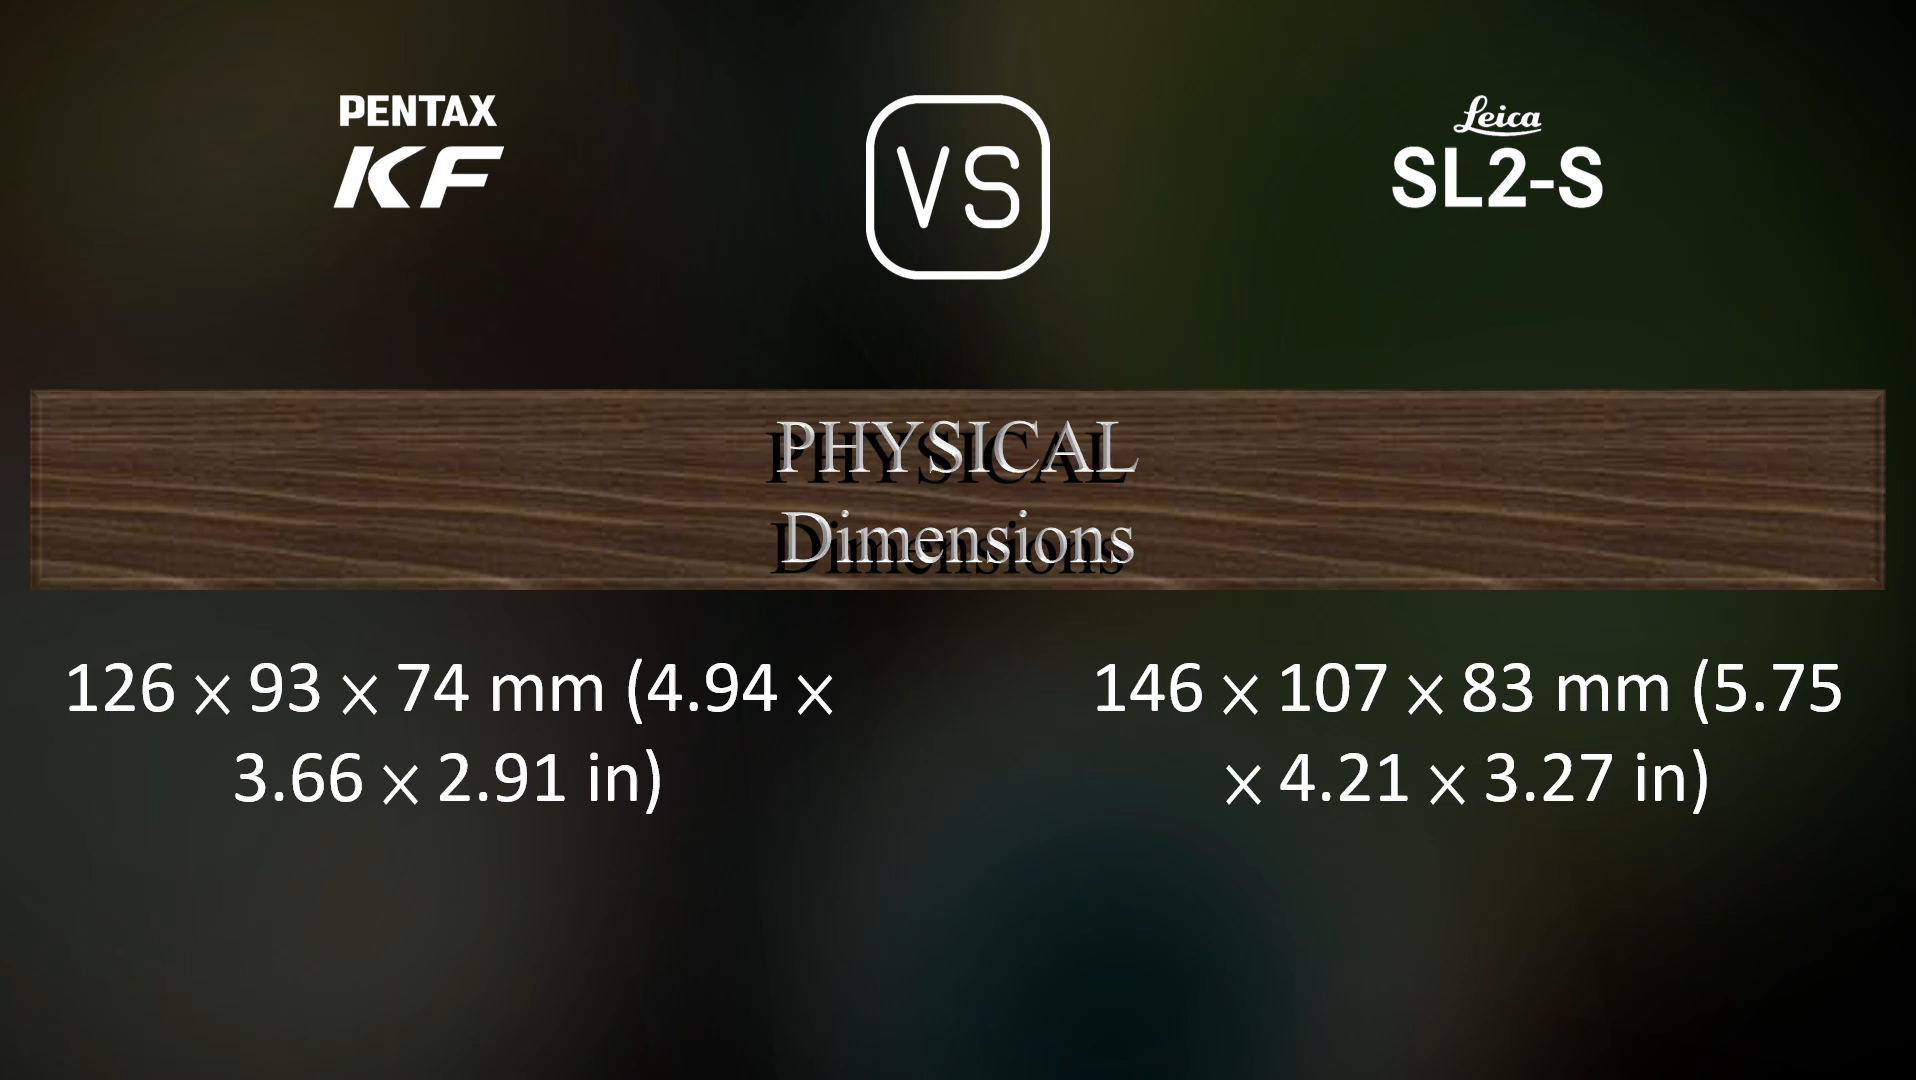 PENTAX
KF
VS
Leica
SL2-S
PHYSICAL
Dimensions
126 x 93 x 74 mm (4.94 x
3.66 x 2.91 in)
146 x 107 x 83 mm (5.75
x 4.21 x 3.27 in)